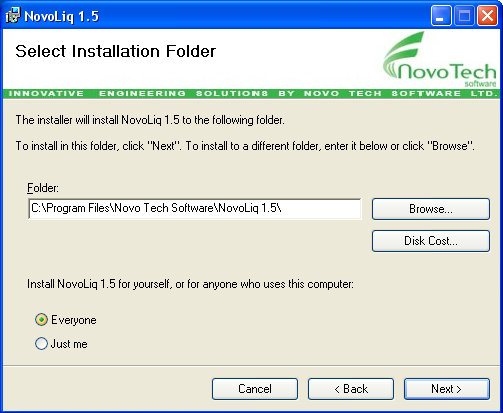 NovoLiq 1.5
Select Installation Folder
NovoTech
software
INNOVATIVE ENGINEERING SOLUTIONS BY NOVO TECH SOFTWARE LTD.
The installer will install NovoLiq 1.5 to the following folder.
To install in this folder, click "Next". To install to a different folder, enter it below or click "Browse".
Folder:
C:\Program Files\Novo Tech Software\NovoLiq 1.5\
Browse...
Disk Cost...
Install NovoLiq 1.5 for yourself, or for anyone who uses this computer:
Everyone
Just me
Cancel
< Back
Next >